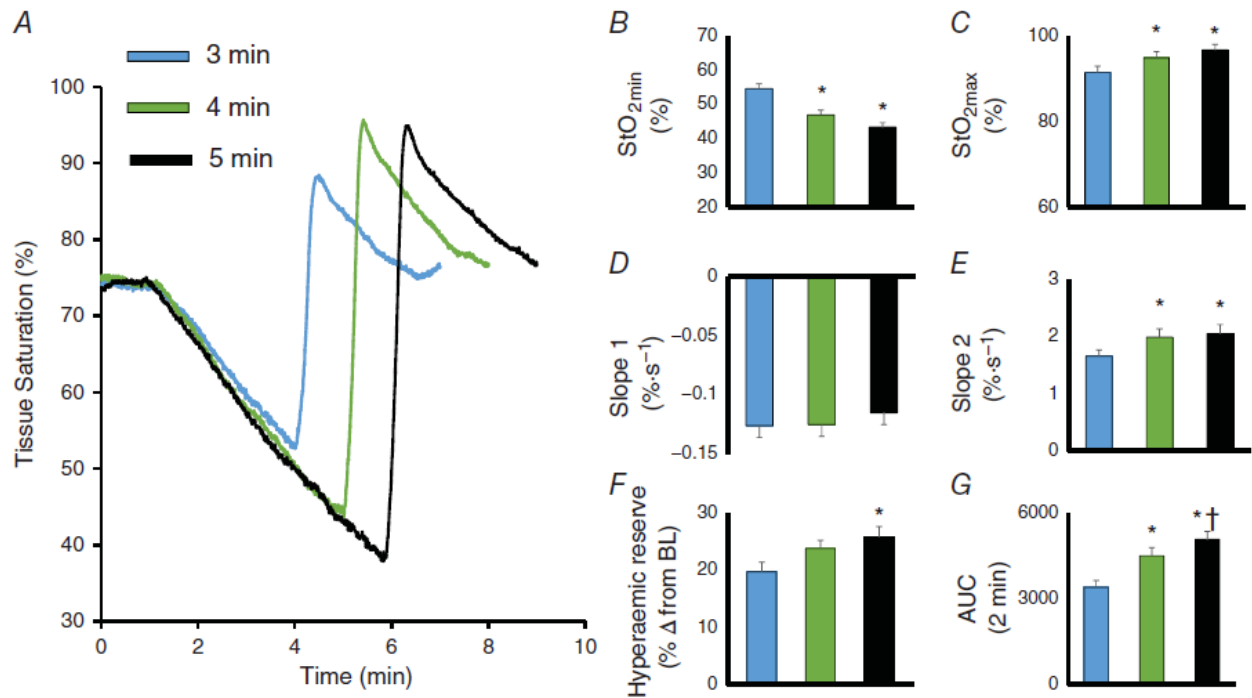 A
3 min
4 min
5 min
Tissue Saturation (%)
100
90
80
70
60
50
40
30
0
2
4
6
8
10
Time (min)
B
StO2min
(%)
70
60
50
40
30
20
*
*
C
StO2max
(%)
100
80
60
*
*
D
Slope 1
(%·s−1)
0
−0.05
−0.1
−0.15
E
Slope 2
(%·s−1)
3
2
1
0
*
*
F
Hyperaemic reserve
(% Δ from BL)
30
20
10
0
*
G
AUC
(2 min)
6000
3000
0
*
*†